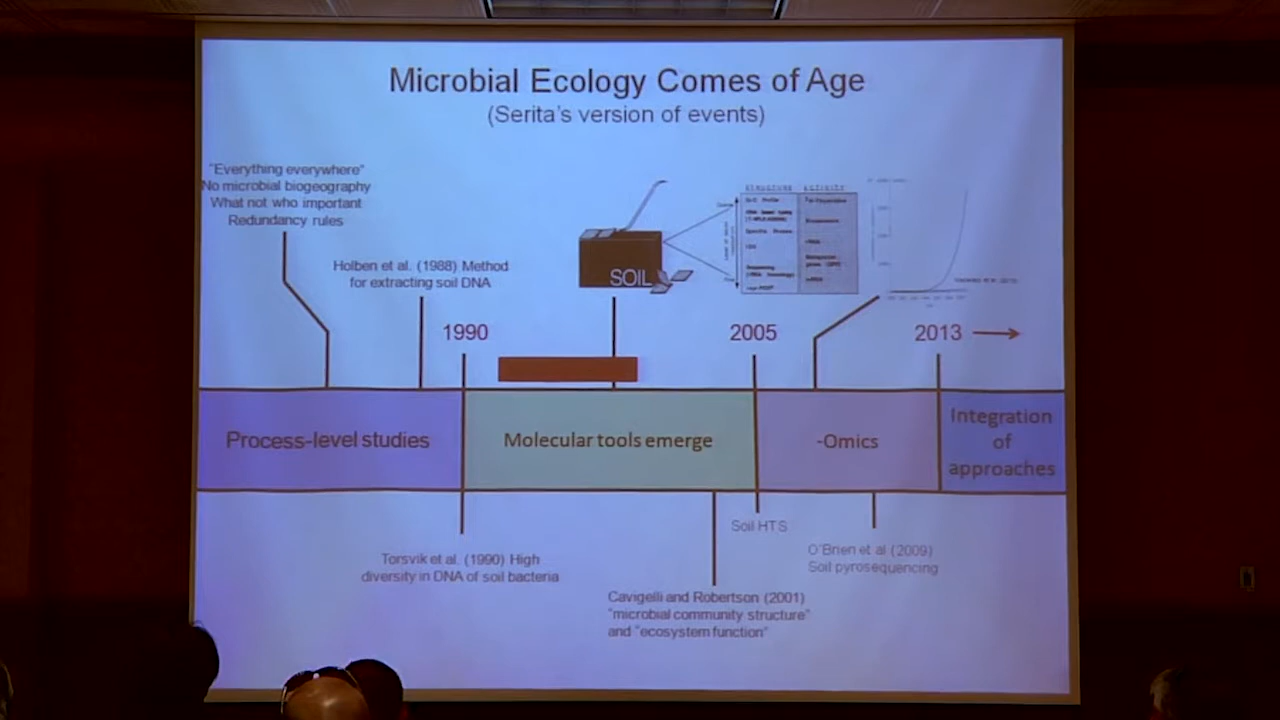 Microbial Ecology Comes of Age
(Serita's version of events)
"Everything everywhere"
No microbial biogeography
What not who important
Redundancy rules
Holben et al. (1988) Method
for extracting soil DNA
SOIL
STRUCTURE
ACTIVITY
1990
2005
2013
Process-level studies
Molecular tools emerge
-Omics
Integration
of
approaches
Torsvik et al. (1990) High
diversity in DNA of soil bacteria
Soil HTS
O'Brien et al (2009)
Soil pyrosequencing
Cavigelli and Robertson (2001)
"microbial community structure"
and "ecosystem function"